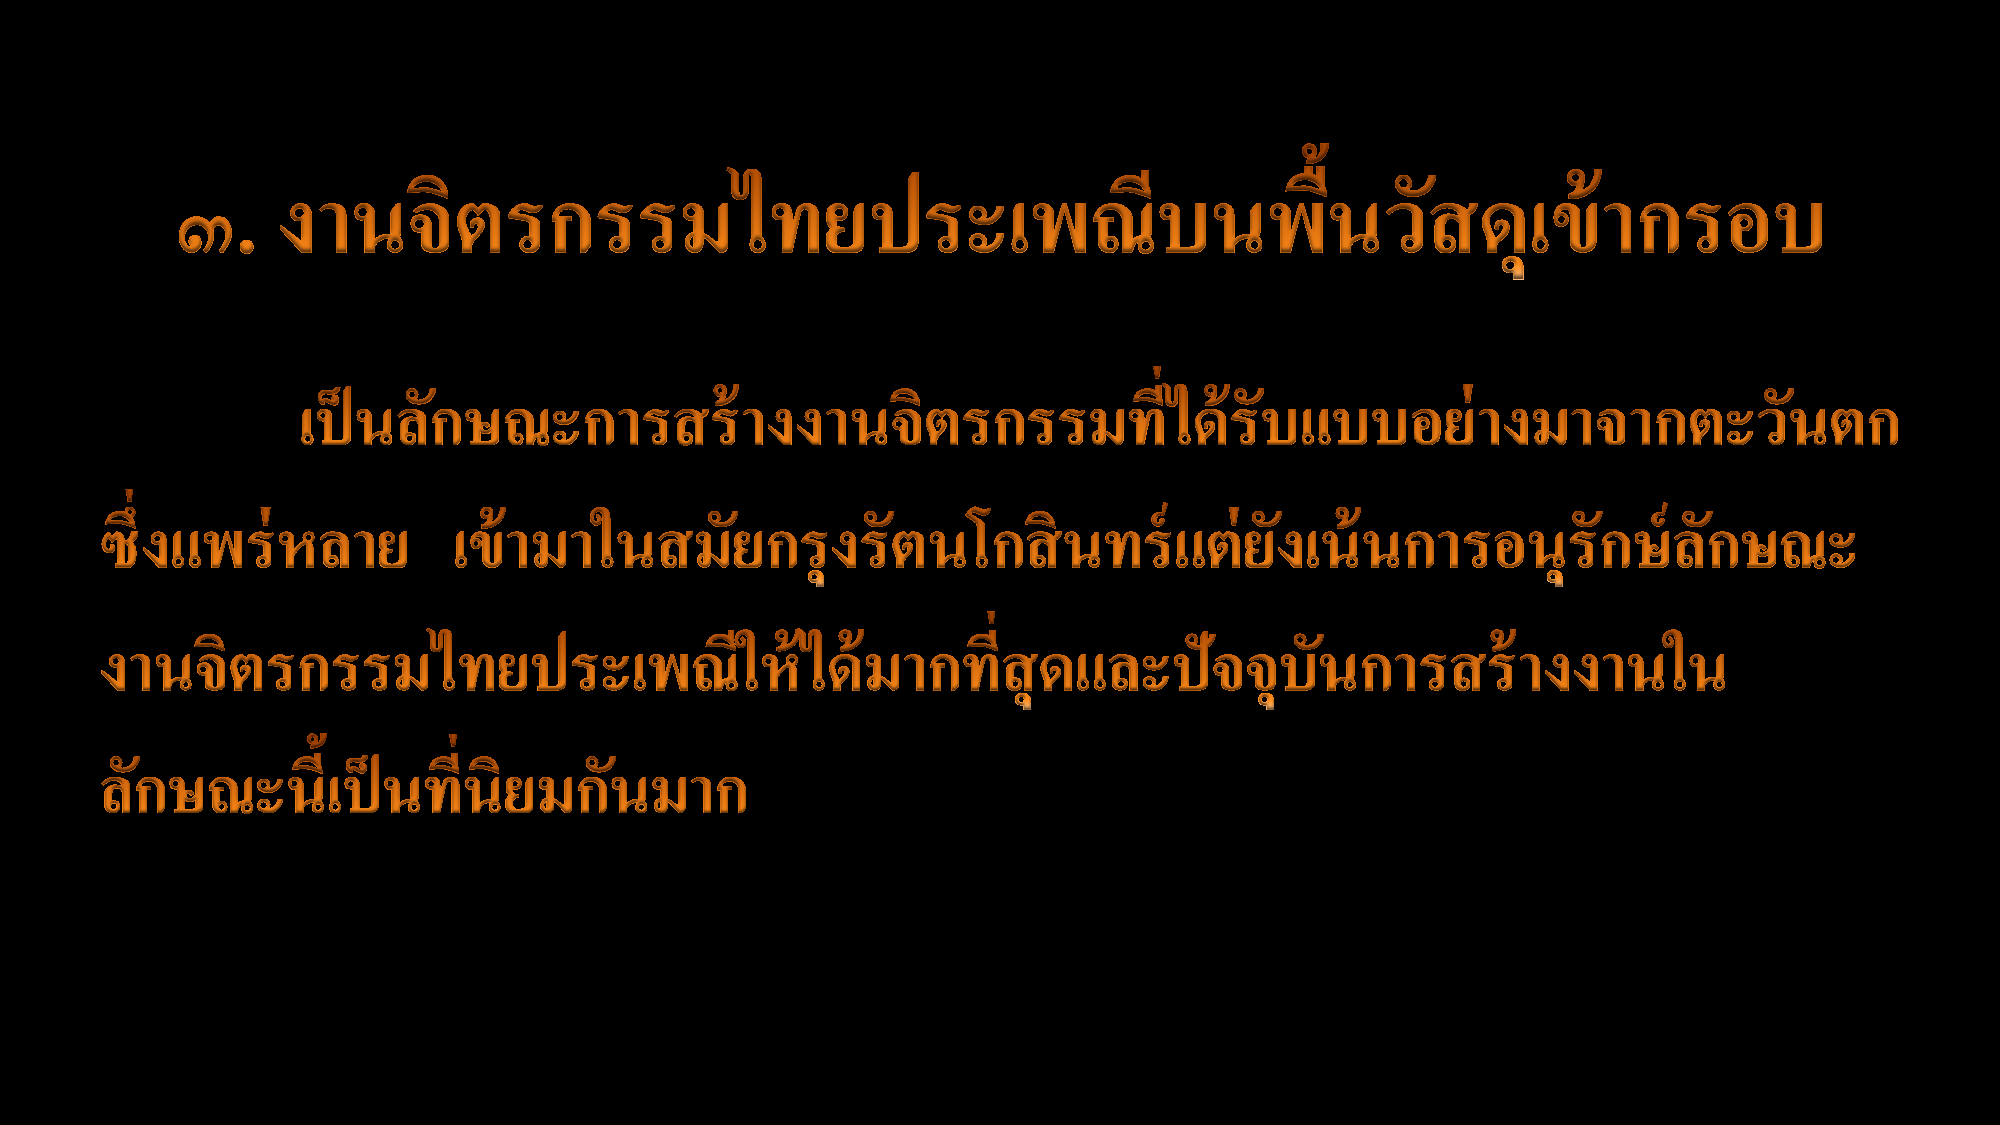 ๓. งานจิตรกรรมไทยประเพณีบนพื้นวัสดุเข้ากรอบ
เป็นลักษณะการสร้างงานจิตรกรรมที่ได้รับแบบอย่างมาจากตะวันตก
ซึ่งแพร่หลาย เข้ามาในสมัยกรุงรัตนโกสินทร์แต่ยังเน้นการอนุรักษ์ลักษณะ
งานจิตรกรรมไทยประเพณีให้ได้มากที่สุดและปัจจุบันการสร้างงานใน
ลักษณะนี้เป็นที่นิยมกันมาก